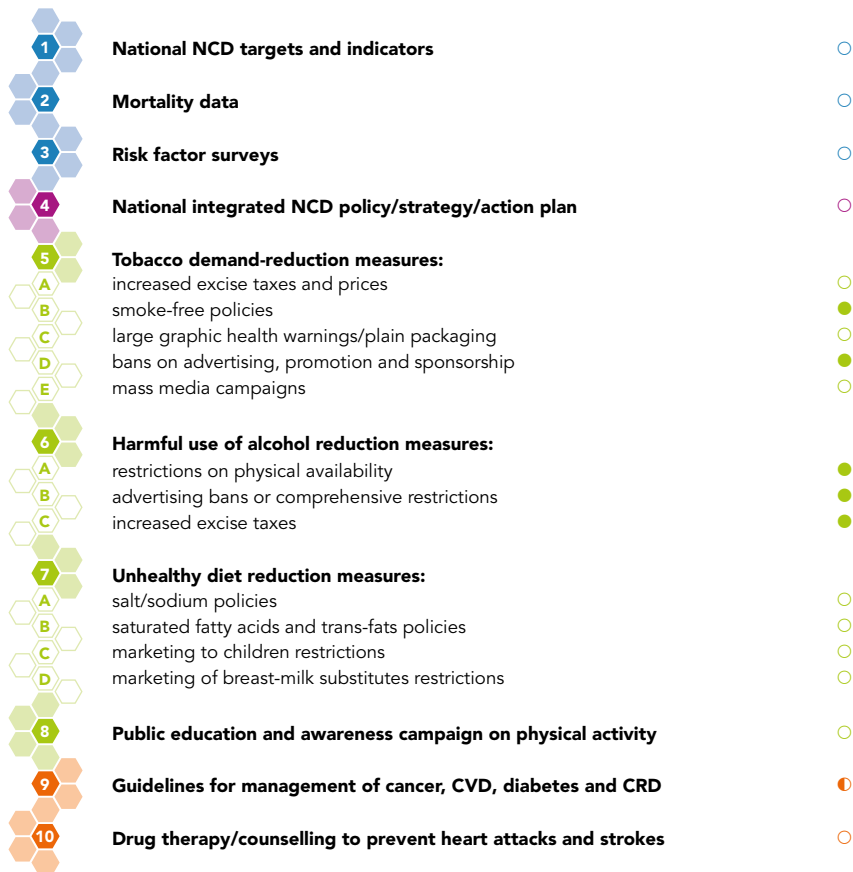 1 National NCD targets and indicators ○
2 Mortality data ○
3 Risk factor surveys ○
4 National integrated NCD policy/strategy/action plan ○
5 Tobacco demand-reduction measures:
A increased excise taxes and prices ○
B smoke-free policies ●
C large graphic health warnings/plain packaging ○
D bans on advertising, promotion and sponsorship ●
E mass media campaigns ○
6 Harmful use of alcohol reduction measures:
A restrictions on physical availability ●
B advertising bans or comprehensive restrictions ●
C increased excise taxes ●
7 Unhealthy diet reduction measures:
A salt/sodium policies ○
B saturated fatty acids and trans-fats policies ○
C marketing to children restrictions ○
D marketing of breast-milk substitutes restrictions ○
8 Public education and awareness campaign on physical activity ○
9 Guidelines for management of cancer, CVD, diabetes and CRD ◐
10 Drug therapy/counselling to prevent heart attacks and strokes ○